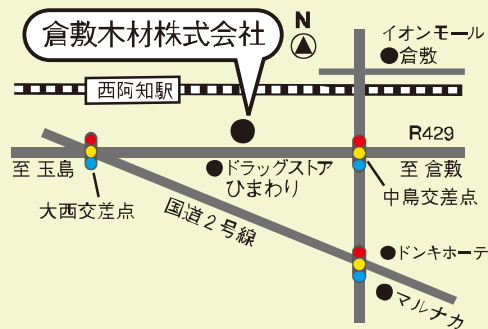 倉敷木材株式会社
N
イオンモール
倉敷
西阿知駅
R429
至 玉島
ドラッグストア
ひまわり
至 倉敷
大西交差点
中島交差点
国道2号線
ドンキホーテ
マルナカ